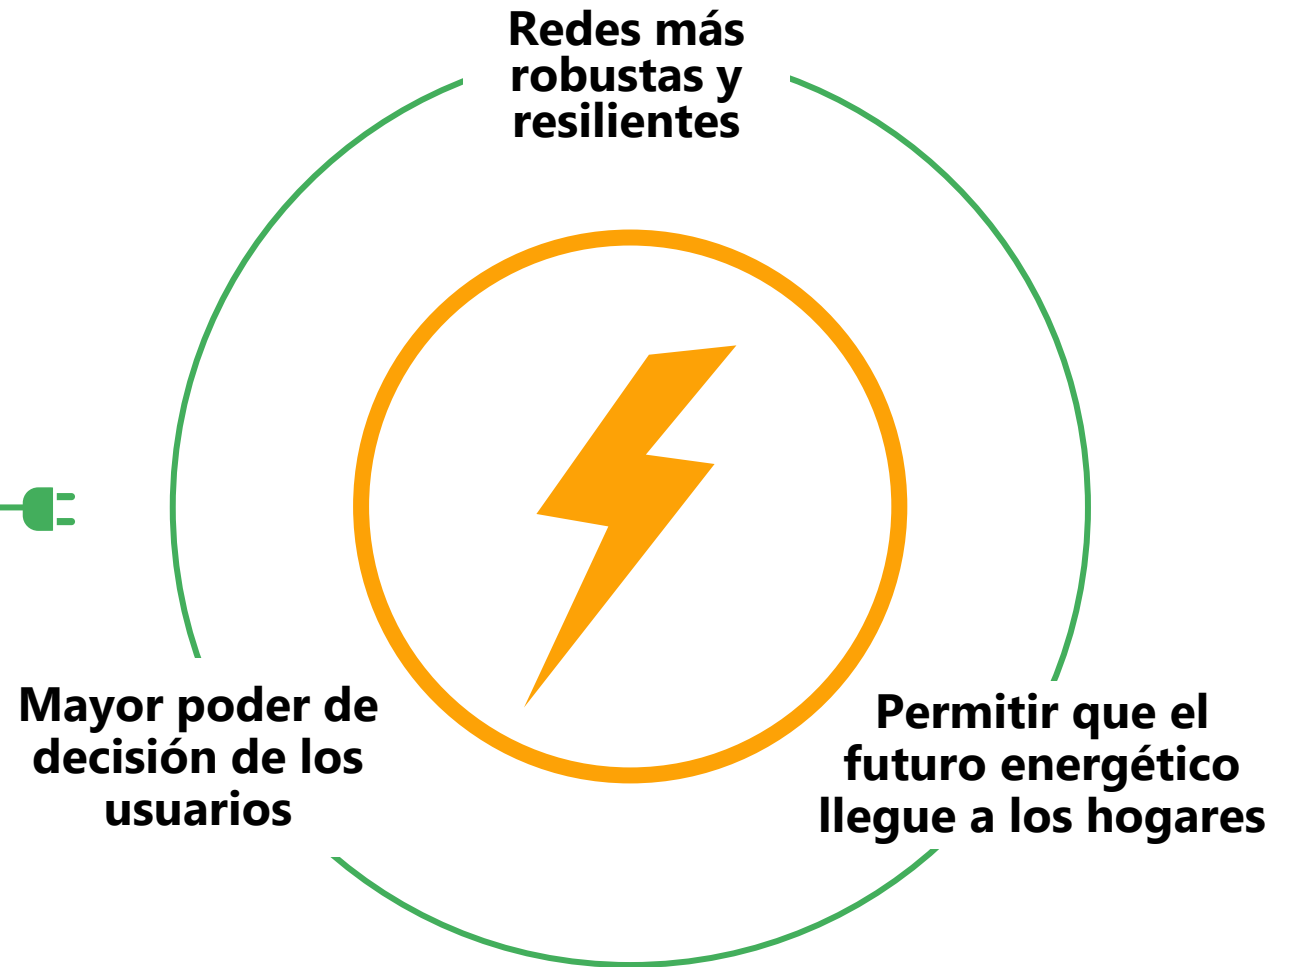 Redes más
robustas y
resilientes
Mayor poder de
decisión de los
usuarios
Permitir que el
futuro energético
llegue a los hogares